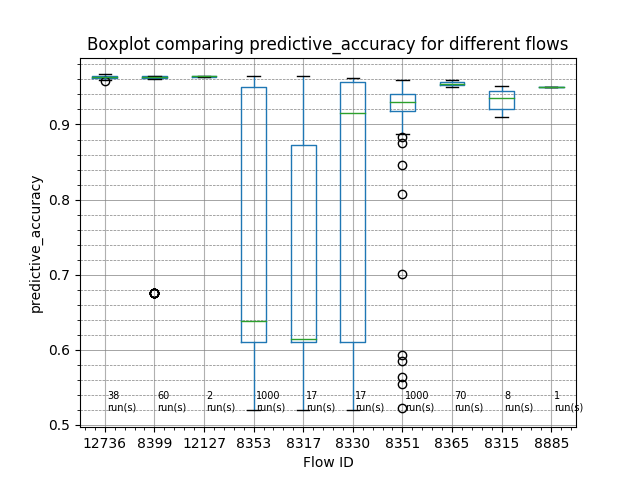 Boxplot comparing predictive_accuracy for different flows
predictive_accuracy
0.9
0.8
0.7
0.6
0.5
38 run(s)
60 run(s)
2 run(s)
1000 run(s)
17 run(s)
17 run(s)
1000 run(s)
70 run(s)
8 run(s)
1 run(s)
12736 8399 12127 8353 8317 8330 8351 8365 8315 8885
Flow ID